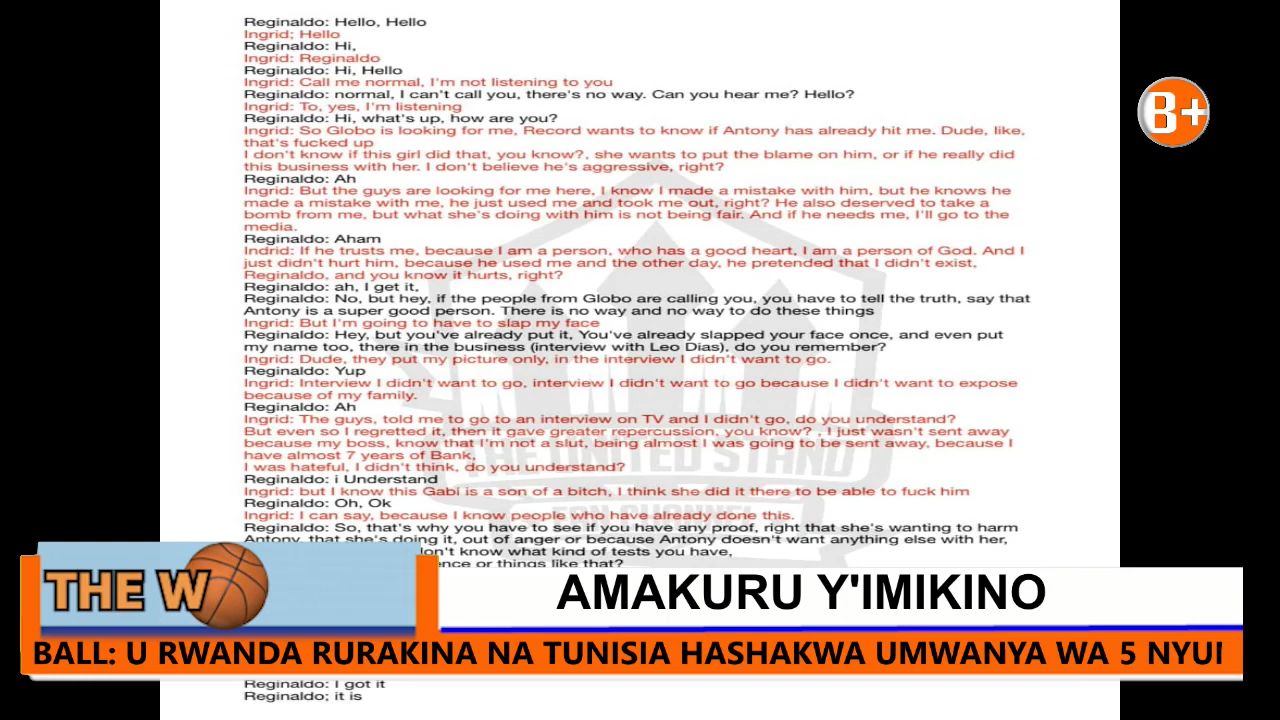 Reginaldo: Hello, Hello
Ingrid; Hello
Reginaldo: Hi,
Ingrid: Reginaldo
Reginaldo: Hi, Hello
Ingrid: Call me normal, I'm not listening to you
Reginaldo: normal, I can't call you, there's no way. Can you hear me? Hello?
Ingrid: To, yes, I'm listening
Reginaldo: Hi, what's up, how are you?
Ingrid: So Globo is looking for me, Record wants to know if Antony has already hit me. Dude, like,
that's fucked up
I don't know if this girl did that, you know?, she wants to put the blame on him, or if he really did
this business with her. I don't believe he's aggressive, right?
Reginaldo: Ah
Ingrid: But the guys are looking for me here, I know I made a mistake with him, but he knows he
made a mistake with me, he just used me and took me out, right? He also deserved to take a
bomb from me, but what she's doing with him is not being fair. And if he needs me, I'll go to the
media.
Reginaldo: Aham
Indrid: If he trusts me, because I am a person, who has a good heart, I am a person of God. And I
just didn't hurt him, because he used me and the other day, he pretended that I didn't exist,
Reginaldo, and you know it hurts, right?
Reginaldo: ah, I get it,
Reginaldo: No, but hey, if the people from Globo are calling you, you have to tell the truth, say that
Antony is a super good person. There is no way and no way to do these things
Ingrid: But I'm going to have to slap my face
Reginaldo: Hey, but you've already put it, You've already slapped your face once, and even put
my name too, there in the business (interview with Leo Dias), do you remember?
Ingrid: Dude, they put my picture only, in the interview I didn't want to go.
Reginaldo: Yup
Ingrid: Interview I didn't want to go, interview I didn't want to go because I didn't want to expose
because of my family.
Reginaldo: Ah
Ingrid: The guys, told me to go to an interview on TV and I didn't go, do you understand?
But even so I regretted it, then it gave greater repercussion, you know? , I just wasn't sent away
because my boss, know that I'm not a slut, being almost I was going to be sent away, because I
have almost 7 years of Bank,
I was hateful, I didn't think, do you understand?
Reginaldo: i Understand
Ingrid: but I know this Gabi is a son of a bitch, I think she did it there to be able to fuck him
Reginaldo: Oh, Ok
Ingrid: I can say, because I know people who have already done this.
Reginaldo: So, that's why you have to see if you have any proof, right that she's wanting to harm
Antony, that she's doing it, out of anger or because Antony doesn't want anything else with her,
don't know what kind of tests you have,
ence or things like that?
Reginaldo: I got it
Reginaldo; it is
THE UNITED STAND
FAN CHANNEL
B+
THE W
AMAKURU Y'IMIKINO
BALL: U RWANDA RURAKINA NA TUNISIA HASHAKWA UMWANYA WA 5 NYUI